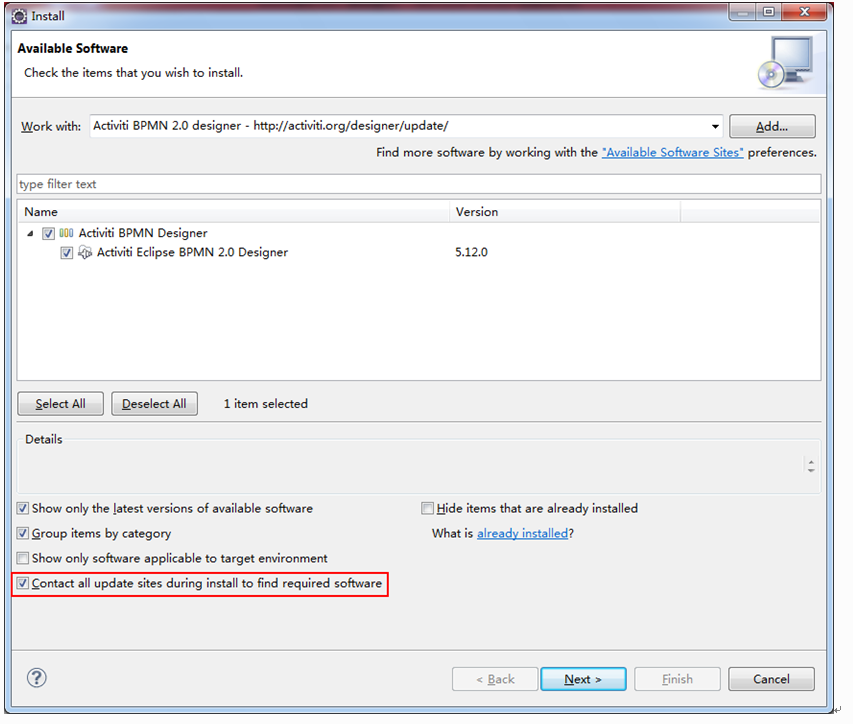 Install
Available Software
Check the items that you wish to install.
Work with: Activiti BPMN 2.0 designer - http://activiti.org/designer/update/ Add...
Find more software by working with the "Available Software Sites" preferences.
type filter text
Name Version
Activiti BPMN Designer
Activiti Eclipse BPMN 2.0 Designer 5.12.0
Select All Deselect All 1 item selected
Details
Show only the latest versions of available software Hide items that are already installed
Group items by category What is already installed?
Show only software applicable to target environment
Contact all update sites during install to find required software
? < Back Next > Finish Cancel